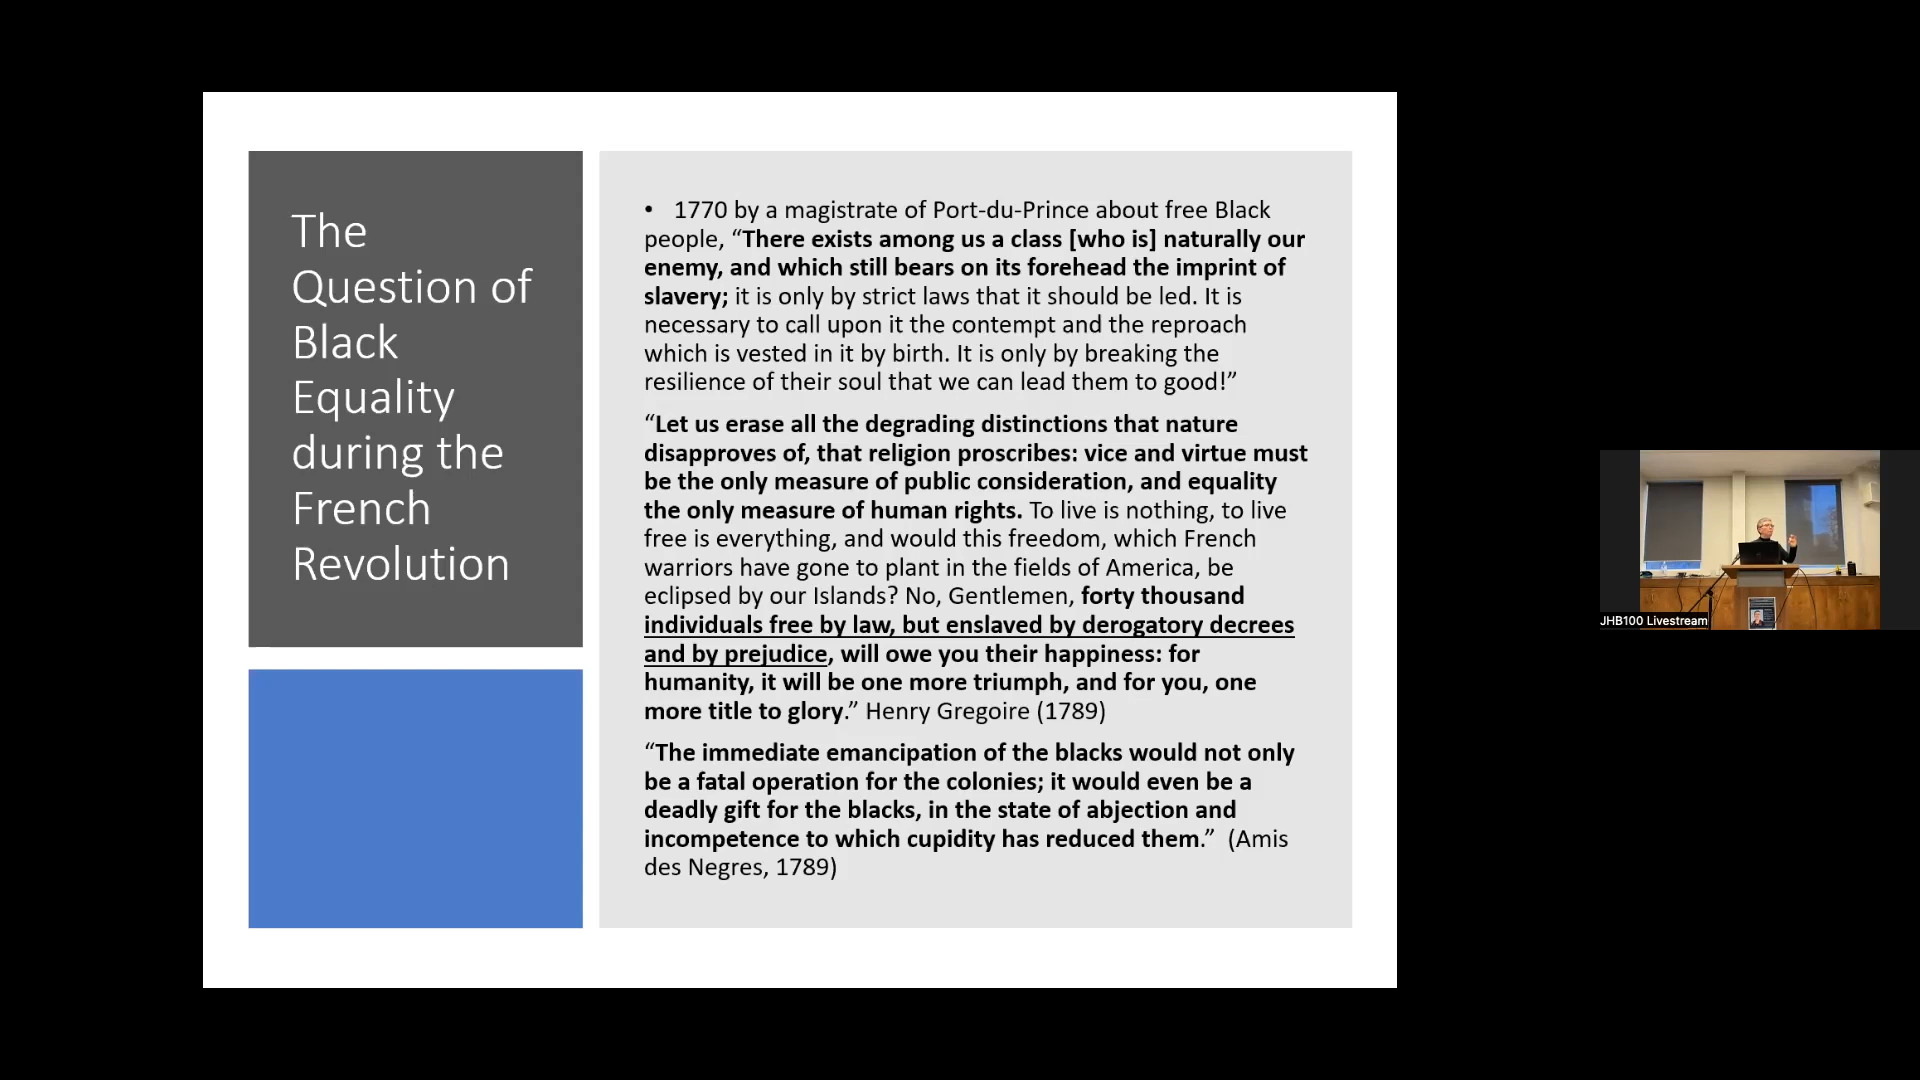 The
Question of
Black
Equality
during the
French
Revolution
• 1770 by a magistrate of Port-du-Prince about free Black
people, “There exists among us a class [who is] naturally our
enemy, and which still bears on its forehead the imprint of
slavery; it is only by strict laws that it should be led. It is
necessary to call upon it the contempt and the reproach
which is vested in it by birth. It is only by breaking the
resilience of their soul that we can lead them to good!”
“Let us erase all the degrading distinctions that nature
disapproves of, that religion proscribes: vice and virtue must
be the only measure of public consideration, and equality
the only measure of human rights. To live is nothing, to live
free is everything, and would this freedom, which French
warriors have gone to plant in the fields of America, be
eclipsed by our Islands? No, Gentlemen, forty thousand
individuals free by law, but enslaved by derogatory decrees
and by prejudice, will owe you their happiness: for
humanity, it will be one more triumph, and for you, one
more title to glory.” Henry Gregoire (1789)
“The immediate emancipation of the blacks would not only
be a fatal operation for the colonies; it would even be a
deadly gift for the blacks, in the state of abjection and
incompetence to which cupidity has reduced them.” (Amis
des Negres, 1789)
JHB100 Livestream